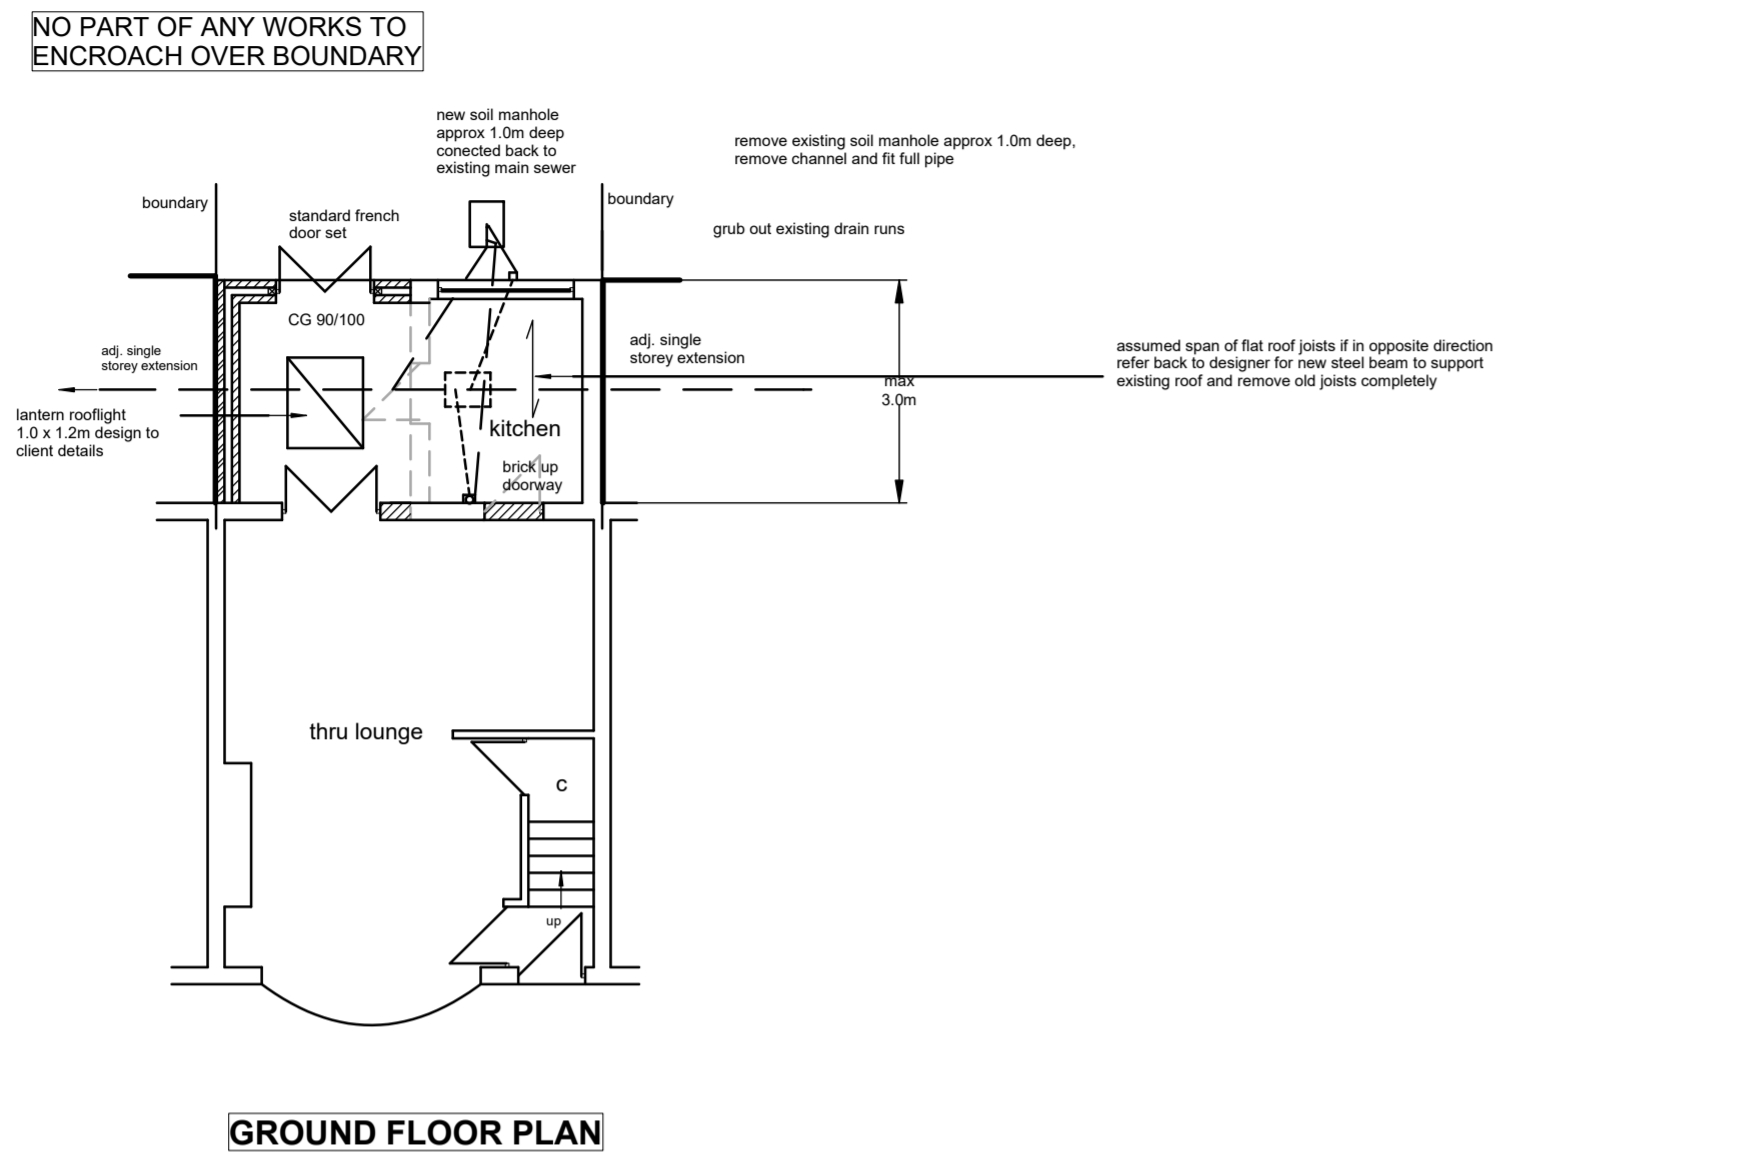 NO PART OF ANY WORKS TO
ENCROACH OVER BOUNDARY
new soil manhole
approx 1.0m deep
conected back to
existing main sewer
remove existing soil manhole approx 1.0m deep,
remove channel and fit full pipe
boundary
boundary
standard french
door set
grub out existing drain runs
CG 90/100
adj. single
storey extension
adj. single
storey extension
assumed span of flat roof joists if in opposite direction
refer back to designer for new steel beam to support
existing roof and remove old joists completely
max
3.0m
lantern rooflight
1.0 x 1.2m design to
client details
kitchen
brick up
doorway
thru lounge
c
up
GROUND FLOOR PLAN